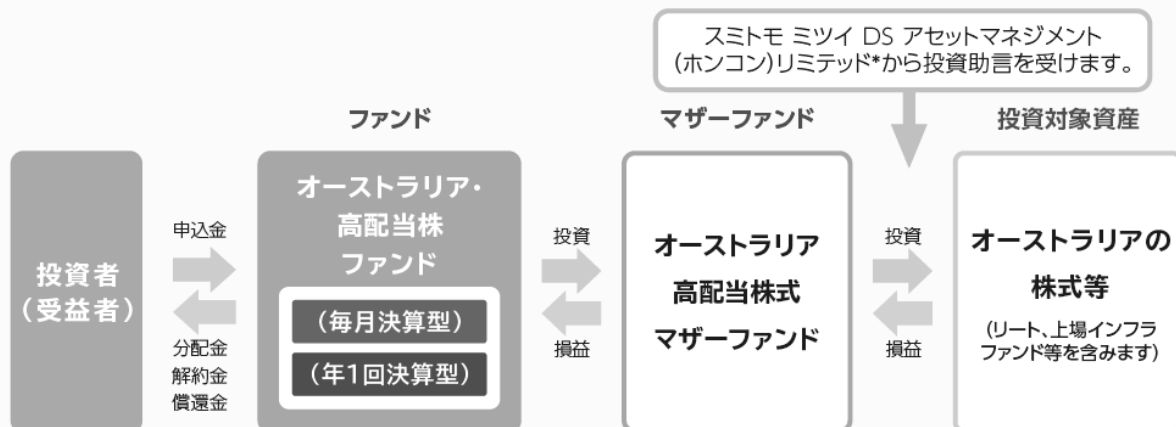 スミトモ ミツイ DS アセットマネジメント
(ホンコン)リミテッド*から投資助言を受けます。
ファンド
マザーファンド
投資対象資産
投資者
(受益者)
申込金
分配金
解約金
償還金
オーストラリア・
高配当株
ファンド
(毎月決算型)
(年1回決算型)
投資
損益
オーストラリア
高配当株式
マザーファンド
投資
損益
オーストラリアの
株式等
(リート、上場インフラ
ファンド等を含みます)